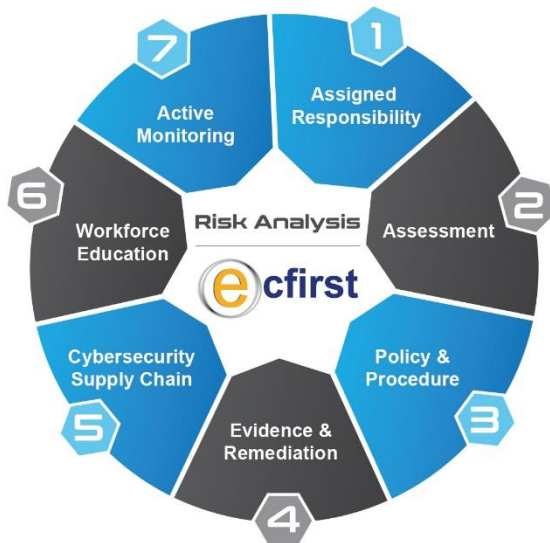 7
1
Active
Monitoring
Assigned
Responsibility
6
2
Workforce
Education
Risk Analysis
ecfirst
Assessment
Cybersecurity
Supply Chain
Policy &
Procedure
5
3
Evidence &
Remediation
4